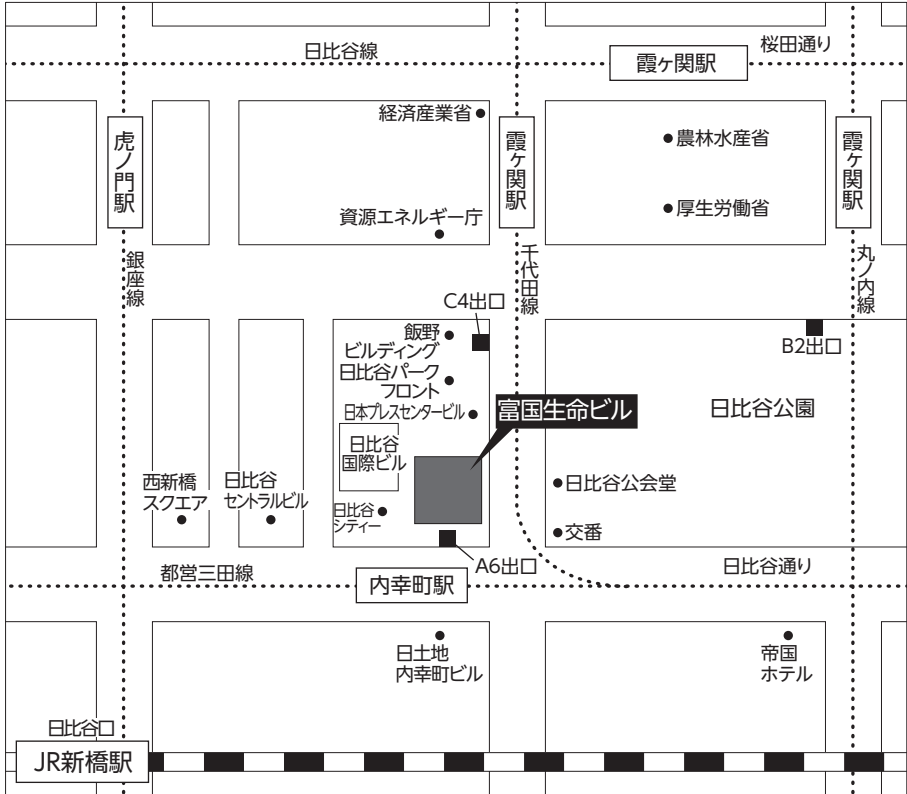 日比谷線
桜田通り
霞ヶ関駅
虎ノ門駅
経済産業省
霞ヶ関駅
農林水産省
霞ヶ関駅
厚生労働省
資源エネルギー庁
銀座線
千代田線
丸ノ内線
C4出口
飯野
ビルディング
B2出口
日比谷パーク
フロント
日本プレスセンタービル
富国生命ビル
日比谷公園
日比谷
国際ビル
西新橋
スクエア
日比谷
セントラルビル
日比谷
シティー
日比谷公会堂
交番
A6出口
都営三田線
内幸町駅
日比谷通り
日土地
内幸町ビル
帝国
ホテル
日比谷口
JR新橋駅